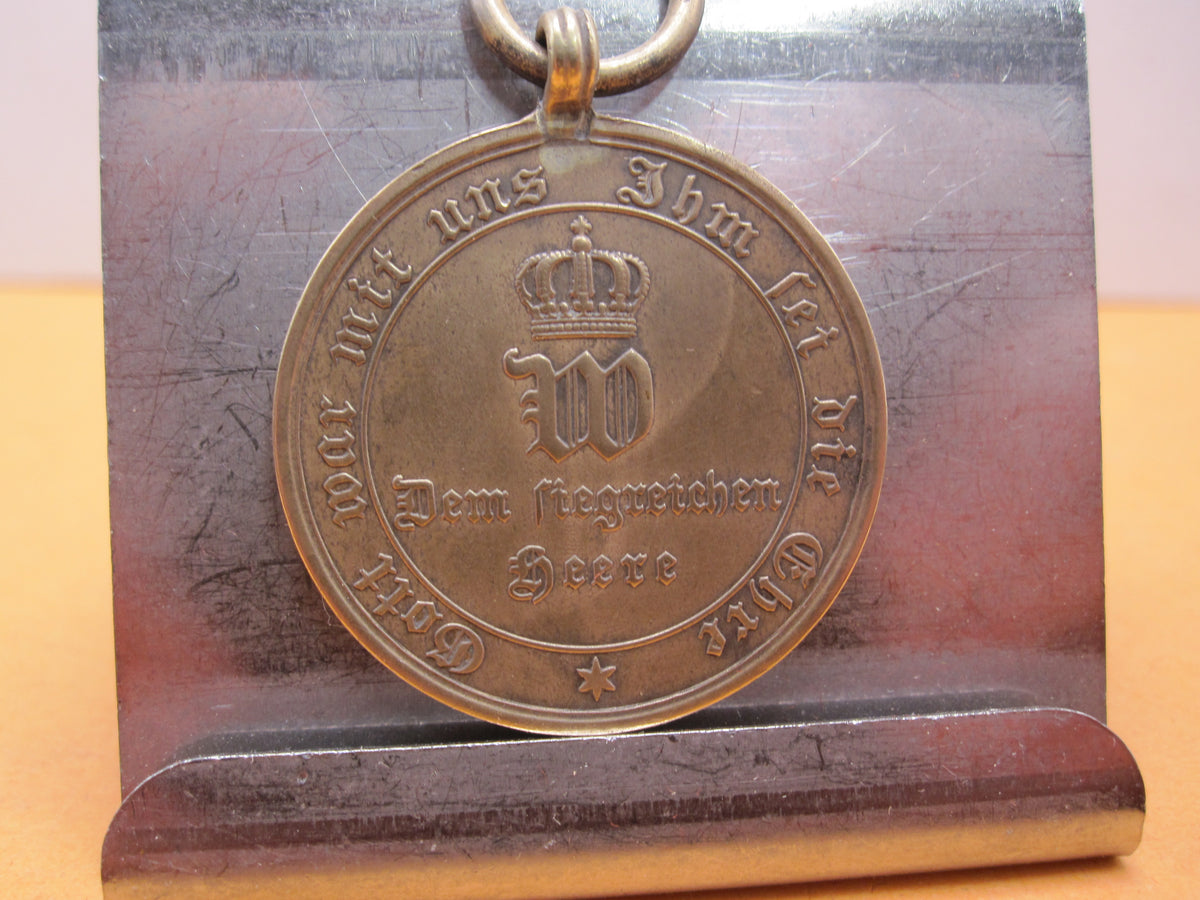 Gott war mit uns Ihm sei die Ehre
W
Dem siegreichen
Heere